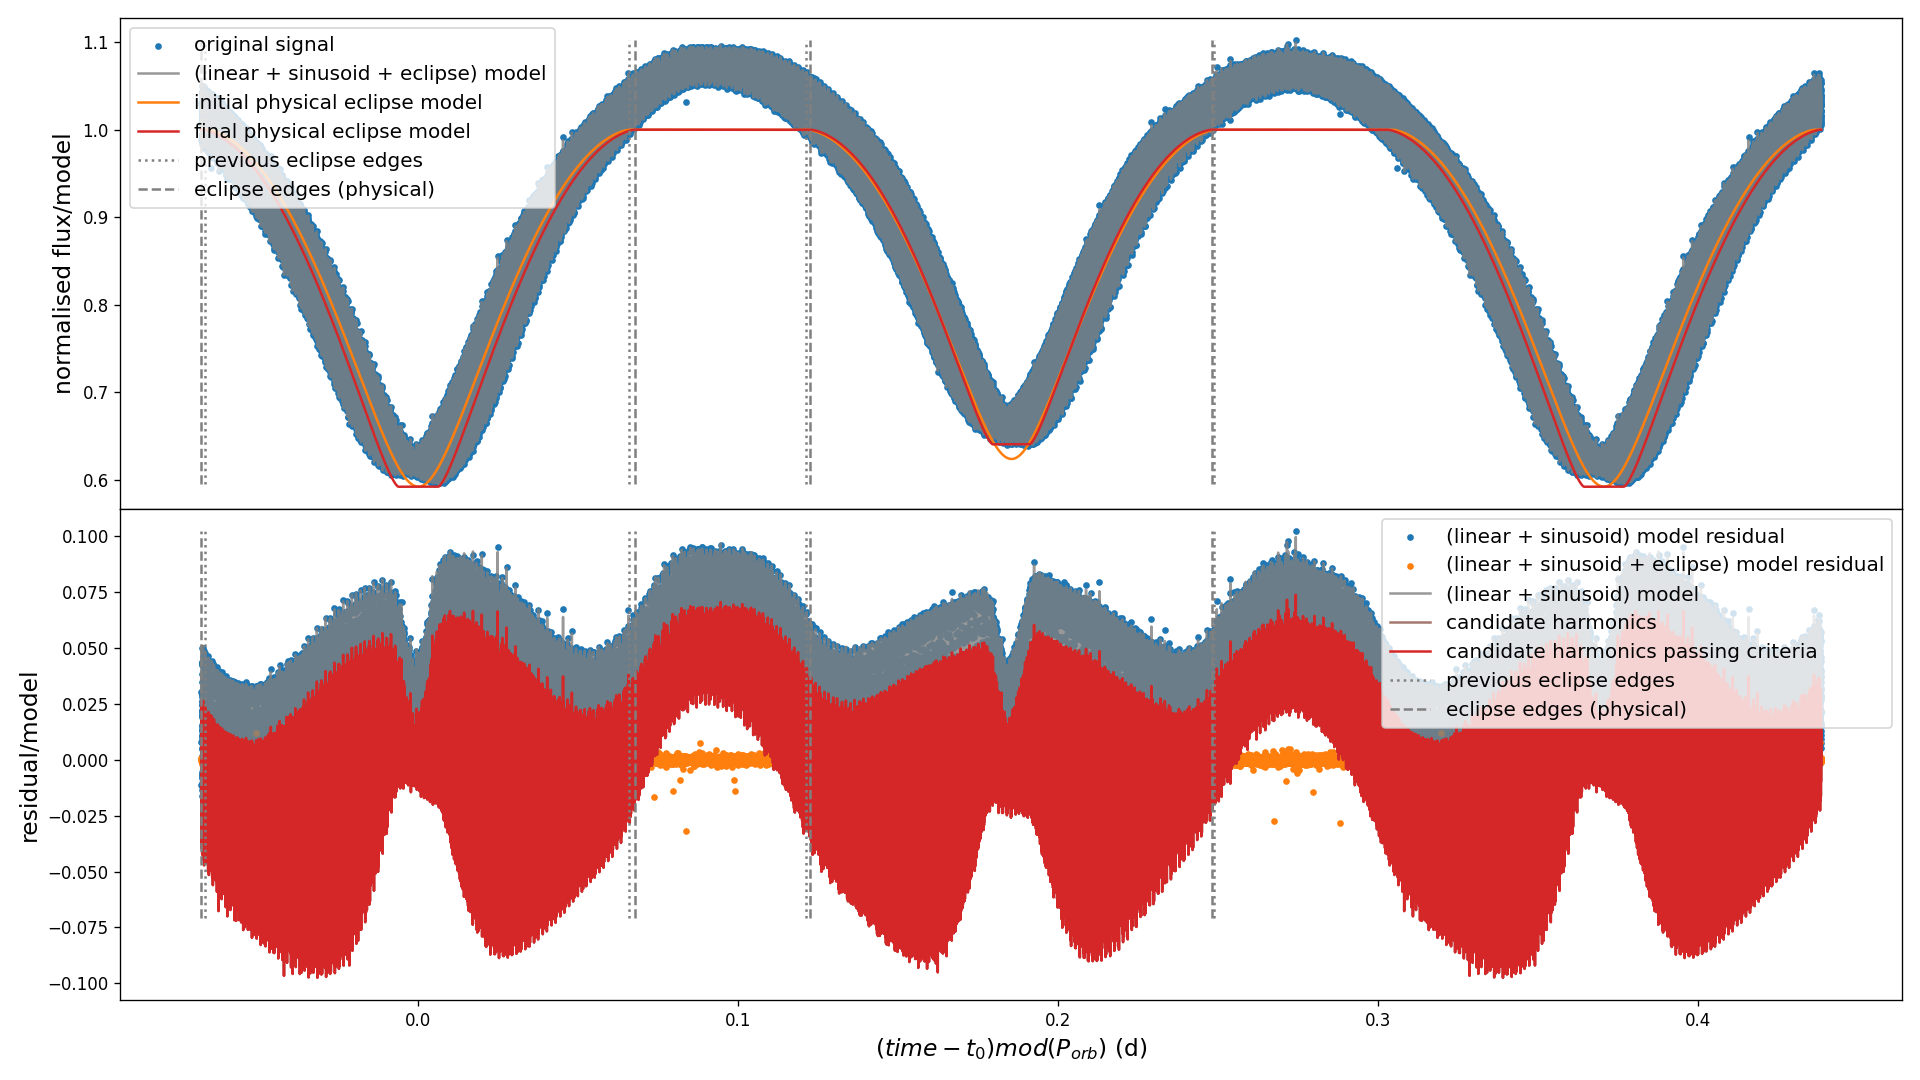 original signal
(linear + sinusoid + eclipse) model
initial physical eclipse model
final physical eclipse model
previous eclipse edges
eclipse edges (physical)
normalised flux/model
1.1
1.0
0.9
0.8
0.7
0.6
(linear + sinusoid) model residual
(linear + sinusoid + eclipse) model residual
(linear + sinusoid) model
candidate harmonics
candidate harmonics passing criteria
previous eclipse edges
eclipse edges (physical)
residual/model
0.100
0.075
0.050
0.025
0.000
−0.025
−0.050
−0.075
−0.100
0.0 0.1 0.2 0.3 0.4
(time − t₀)mod(P_orb) (d)